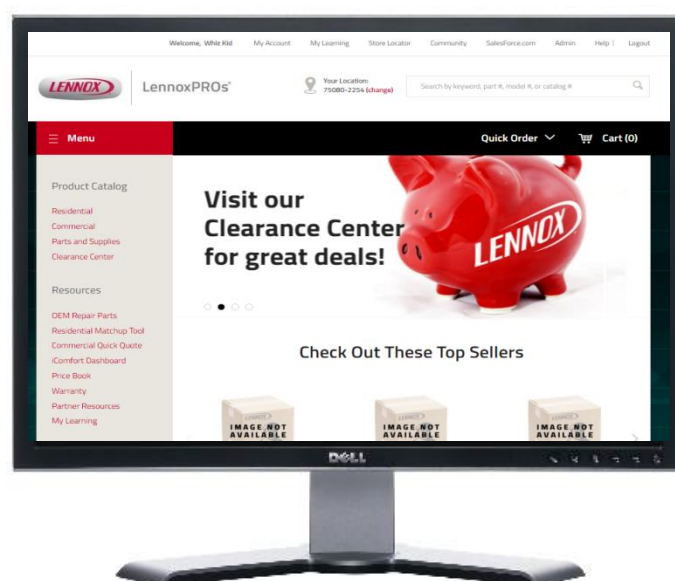 Welcome, Whiz Kid My Account My Learning Store Locator Community SalesForce.com Admin Help | Logout
LENNOX LennoxPROs®
Your Location:
75080-2254 (change)
Search by keyword, part #, model #, or catalog #
Menu Quick Order Cart (0)
Product Catalog
Residential
Commercial
Parts and Supplies
Clearance Center
Resources
OEM Repair Parts
Residential Matchup Tool
Commercial Quick Quote
iComfort Dashboard
Price Book
Warranty
Partner Resources
My Learning
Visit our
Clearance Center
for great deals!
LENNOX
Check Out These Top Sellers
LENNOX LENNOX LENNOX
IMAGE NOT IMAGE NOT IMAGE NOT
AVAILABLE AVAILABLE AVAILABLE
DELL